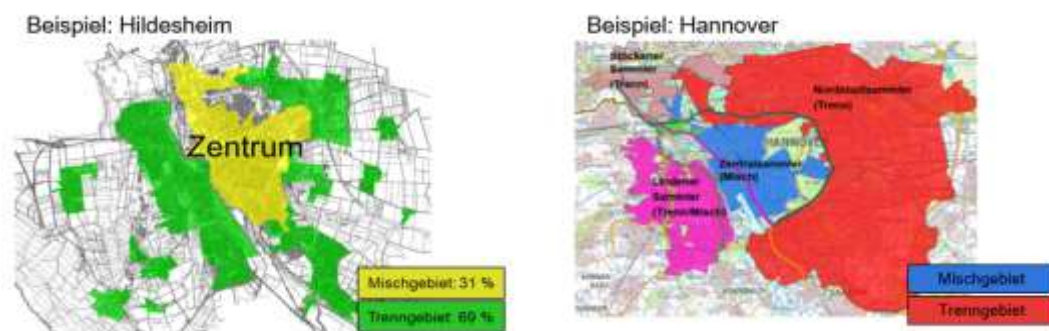 Beispiel: Hildesheim
Zentrum
Mischgebiet: 31 %
Trenngebiet: 69 %
Beispiel: Hannover
Stöckener
Sammler
(Trenn)
Nordstadtsammler
(Trenn)
HANNOVER
Zentralsammler
(Misch)
Lindener
Sammler
(Trenn/Misch)
Mischgebiet
Trenngebiet